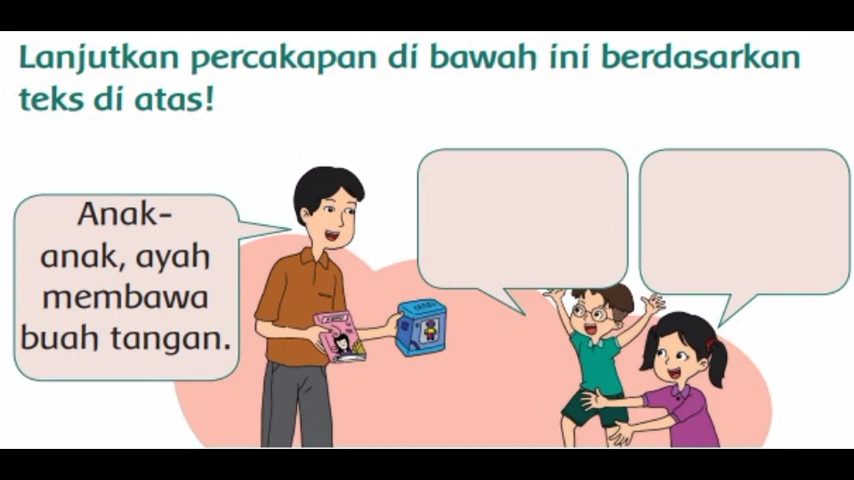 Lanjutkan percakapan di bawah ini berdasarkan
teks di atas!
Anak-
anak, ayah
membawa
buah tangan.